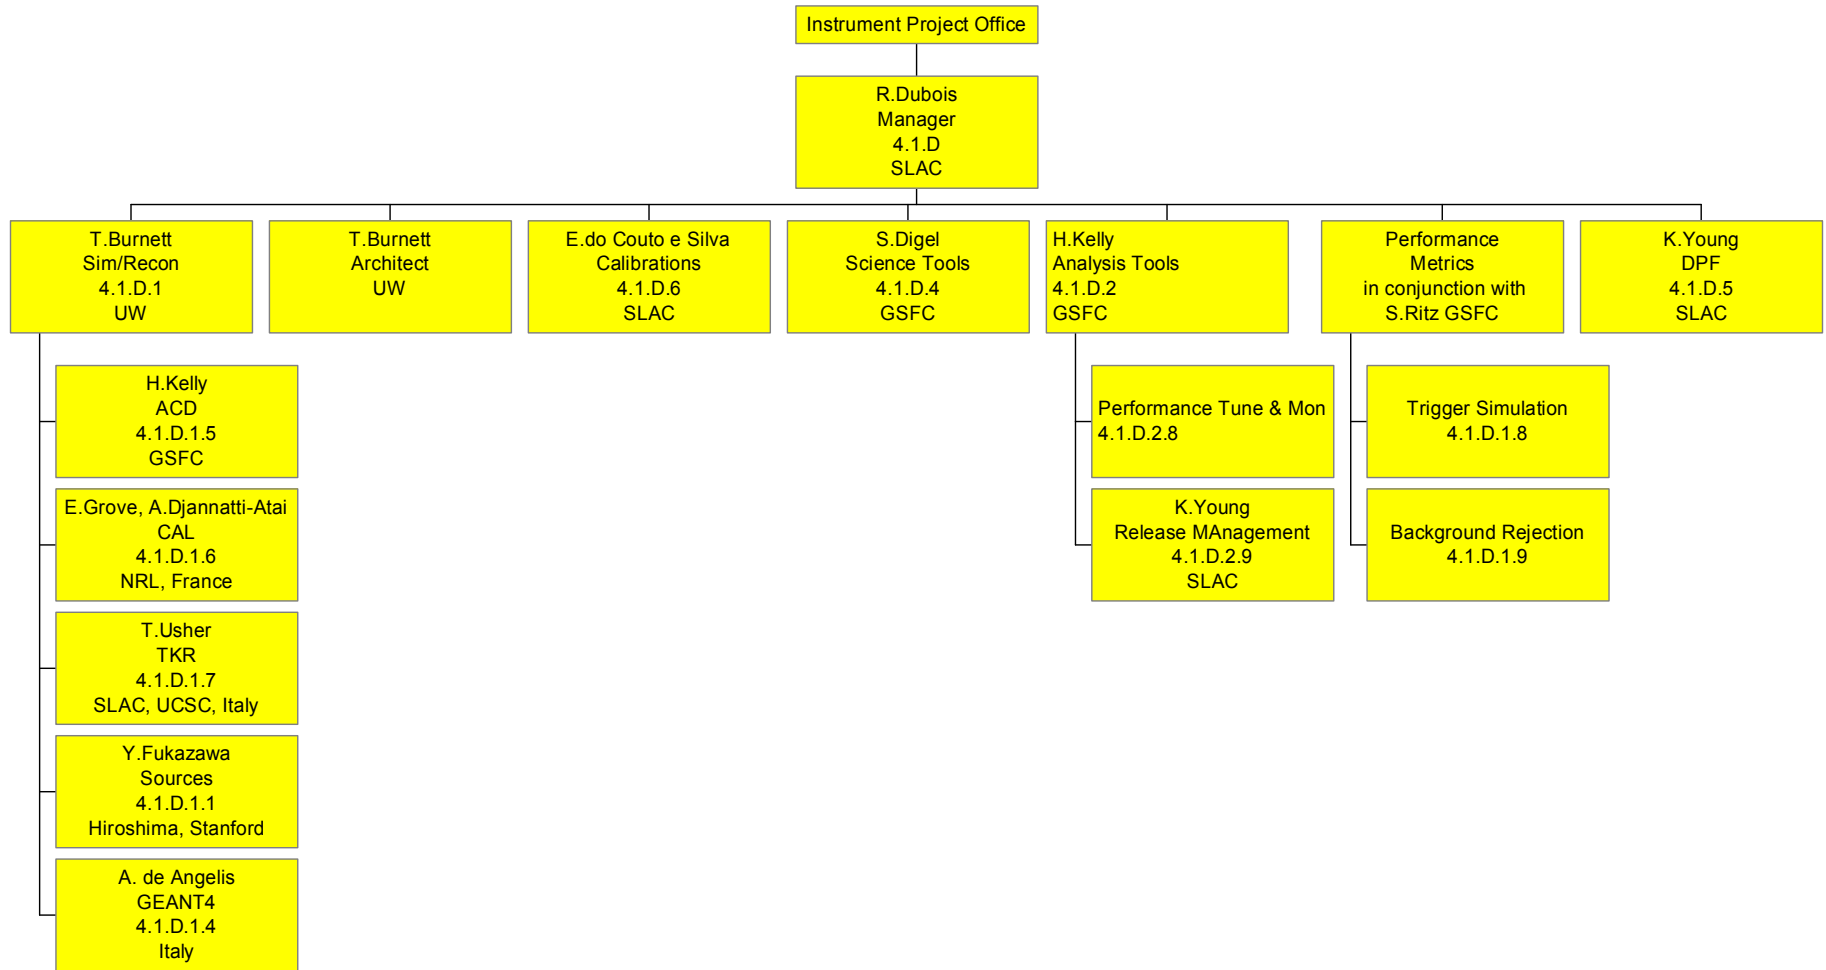 Instrument Project Office
R.Dubois
Manager
4.1.D
SLAC
T.Burnett
Sim/Recon
4.1.D.1
UW
T.Burnett
Architect
UW
E.do Couto e Silva
Calibrations
4.1.D.6
SLAC
S.Digel
Science Tools
4.1.D.4
GSFC
H.Kelly
Analysis Tools
4.1.D.2
GSFC
Performance
Metrics
in conjunction with
S.Ritz GSFC
K.Young
DPF
4.1.D.5
SLAC
H.Kelly
ACD
4.1.D.1.5
GSFC
E.Grove, A.Djannatti-Atai
CAL
4.1.D.1.6
NRL, France
T.Usher
TKR
4.1.D.1.7
SLAC, UCSC, Italy
Y.Fukazawa
Sources
4.1.D.1.1
Hiroshima, Stanford
A. de Angelis
GEANT4
4.1.D.1.4
Italy
Performance Tune & Mon
4.1.D.2.8
K.Young
Release MAnagement
4.1.D.2.9
SLAC
Trigger Simulation
4.1.D.1.8
Background Rejection
4.1.D.1.9